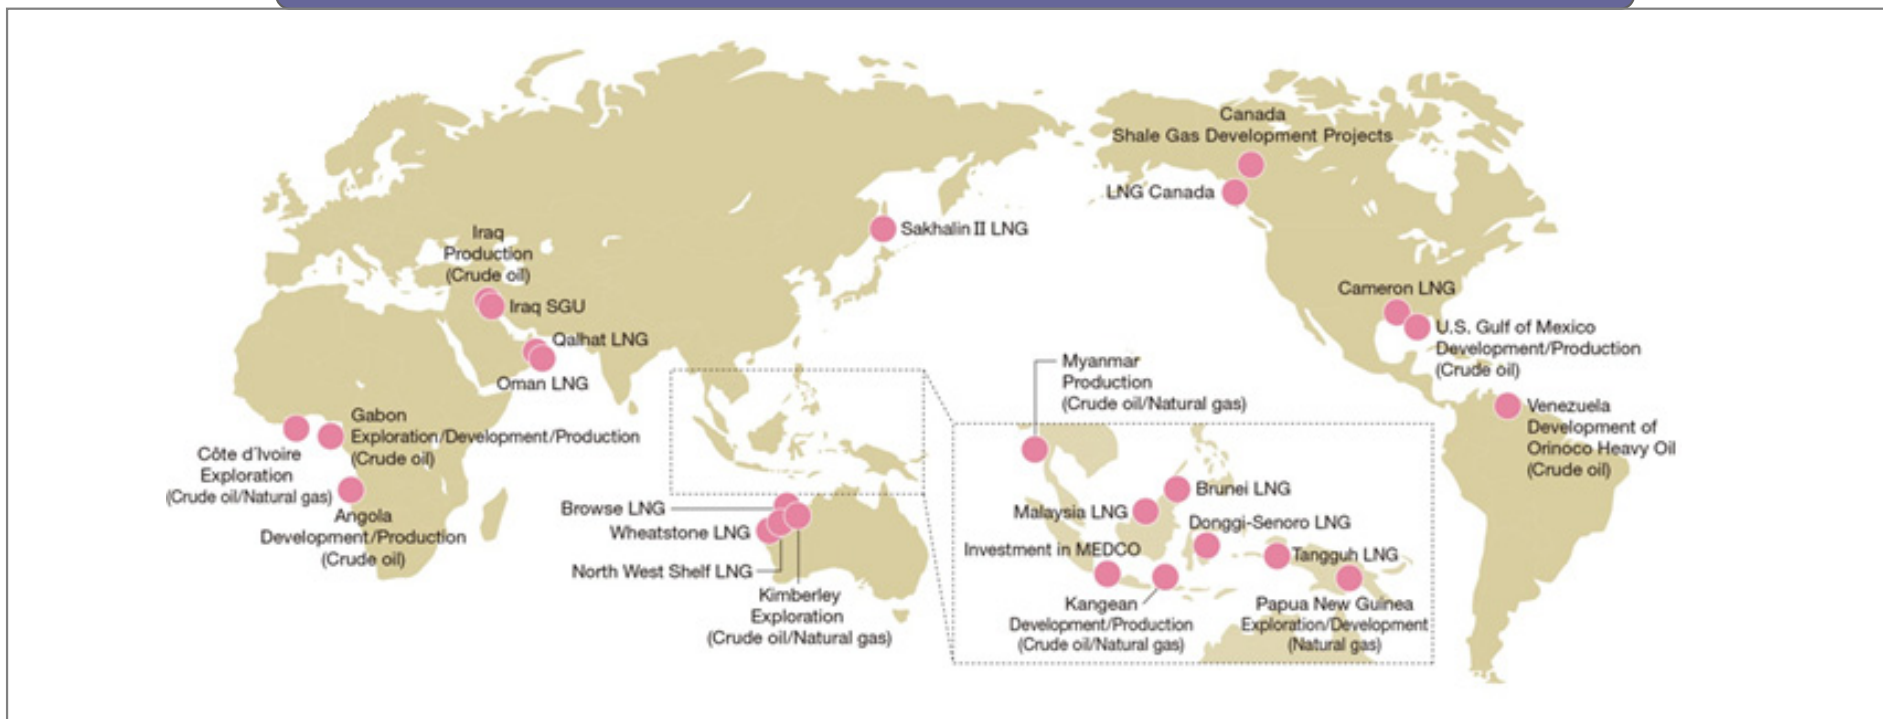 Canada
Shale Gas Development Projects
LNG Canada
Sakhalin II LNG
Iraq
Production
(Crude oil)
Iraq SGU
Qalhat LNG
Oman LNG
Cameron LNG
U.S. Gulf of Mexico
Development/Production
(Crude oil)
Venezuela
Development of
Orinoco Heavy Oil
(Crude oil)
Gabon
Exploration/Development/Production
(Crude oil)
Côte d'Ivoire
Exploration
(Crude oil/Natural gas)
Angola
Development/Production
(Crude oil)
Browse LNG
Wheatstone LNG
North West Shelf LNG
Kimberley
Exploration
(Crude oil/Natural gas)
Myanmar
Production
(Crude oil/Natural gas)
Brunei LNG
Malaysia LNG
Donggi-Senoro LNG
Investment in MEDCO
Tangguh LNG
Kangean
Development/Production
(Crude oil/Natural gas)
Papua New Guinea
Exploration/Development
(Natural gas)